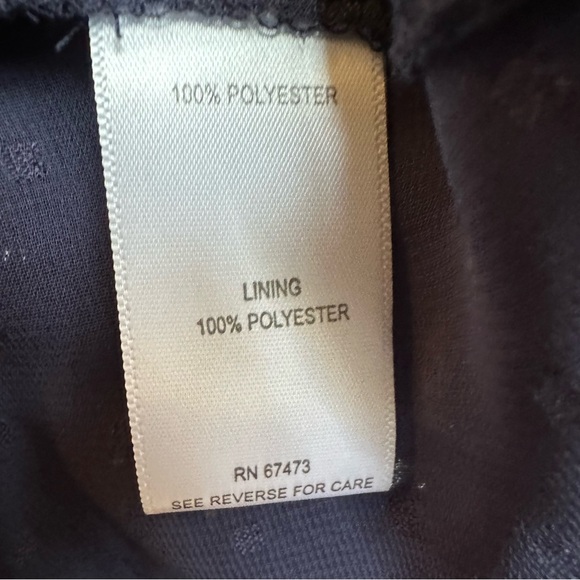 100% POLYESTER
LINING
100% POLYESTER
RN 67473
SEE REVERSE FOR CARE